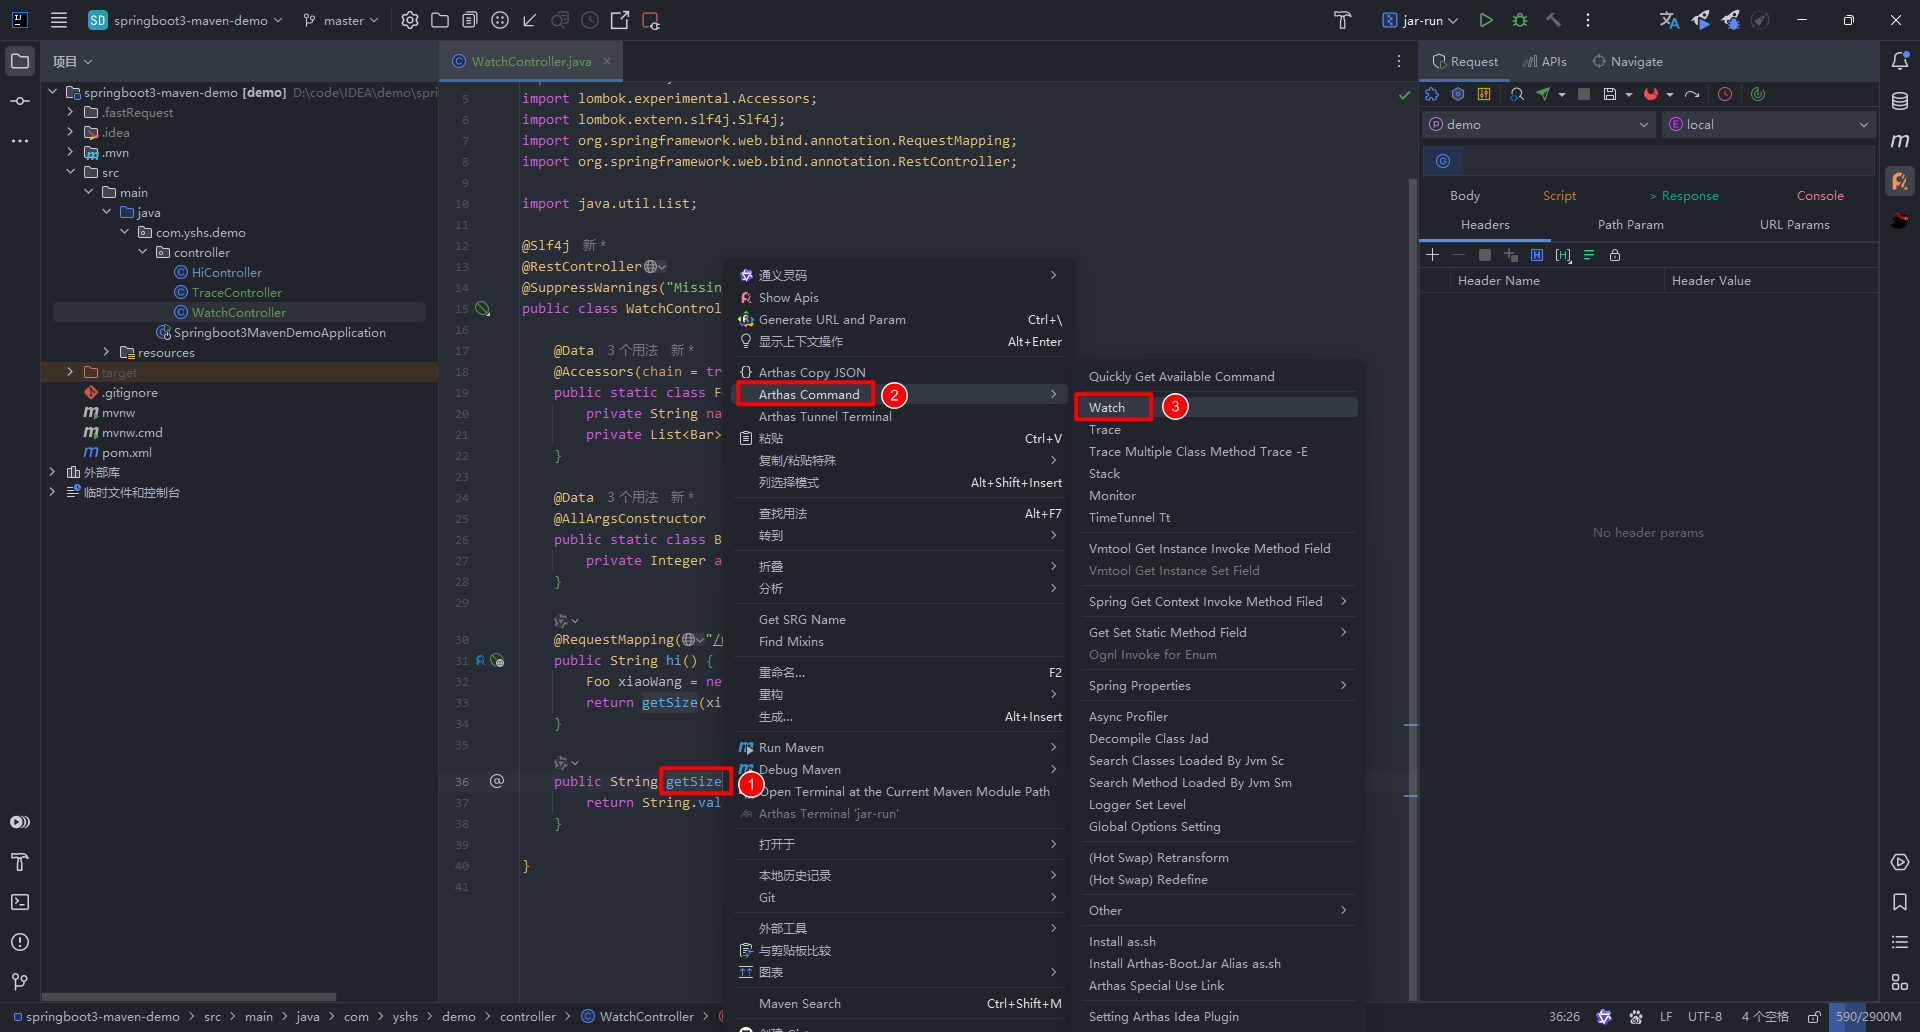 SD springboot3-maven-demo master jar-run
项目
WatchController.java
Request APIs Navigate
springboot3-maven-demo [demo] D:\code\IDEA\demo\spri
.fastRequest
.idea
.mvn
src
main
java
com.yshs.demo
controller
HiController
TraceController
WatchController
Springboot3MavenDemoApplication
resources
target
.gitignore
mvnw
mvnw.cmd
pom.xml
外部库
临时文件和控制台
5 import lombok.experimental.Accessors;
6 import lombok.extern.slf4j.Slf4j;
7 import org.springframework.web.bind.annotation.RequestMapping;
8 import org.springframework.web.bind.annotation.RestController;
9
10 import java.util.List;
11
12 @Slf4j 新 *
13 @RestController
14 @SuppressWarnings("Missin
15 public class WatchControl
16
17 @Data 3 个用法 新 *
18 @Accessors(chain = tr
19 public static class F
20 private String na
21 private List<Bar>
22 }
23
24 @Data 3 个用法 新 *
25 @AllArgsConstructor
26 public static class B
27 private Integer a
28 }
29
30 @RequestMapping( "/
31 public String hi() {
32 Foo xiaoWang = ne
33 return getSize(xi
34 }
35
36 public String getSize
37 return String.val
38 }
39
40 }
41
1
通义灵码
Show Apis
Generate URL and Param Ctrl+\
显示上下文操作 Alt+Enter
Arthas Copy JSON
Arthas Command 2
Arthas Tunnel Terminal
粘贴 Ctrl+V
复制/粘贴特殊
列选择模式 Alt+Shift+Insert
查找用法 Alt+F7
转到
折叠
分析
Get SRG Name
Find Mixins
重命名... F2
重构
生成... Alt+Insert
Run Maven
Debug Maven
Open Terminal at the Current Maven Module Path
Arthas Terminal 'jar-run'
打开于
本地历史记录
Git
外部工具
与剪贴板比较
图表
Maven Search Ctrl+Shift+M
Quickly Get Available Command
Watch 3
Trace
Trace Multiple Class Method Trace -E
Stack
Monitor
TimeTunnel Tt
Vmtool Get Instance Invoke Method Field
Vmtool Get Instance Set Field
Spring Get Context Invoke Method Filed
Get Set Static Method Field
Ognl Invoke for Enum
Spring Properties
Async Profiler
Decompile Class Jad
Search Classes Loaded By Jvm Sc
Search Method Loaded By Jvm Sm
Logger Set Level
Global Options Setting
(Hot Swap) Retransform
(Hot Swap) Redefine
Other
Install as.sh
Install Arthas-Boot.Jar Alias as.sh
Arthas Special Use Link
Setting Arthas Idea Plugin
demo local
Body Script > Response Console
Headers Path Param URL Params
Header Name Header Value
No header params
springboot3-maven-demo > src > main > java > com > yshs > demo > controller > WatchController >
36:26 LF UTF-8 4 个空格 590/2900M